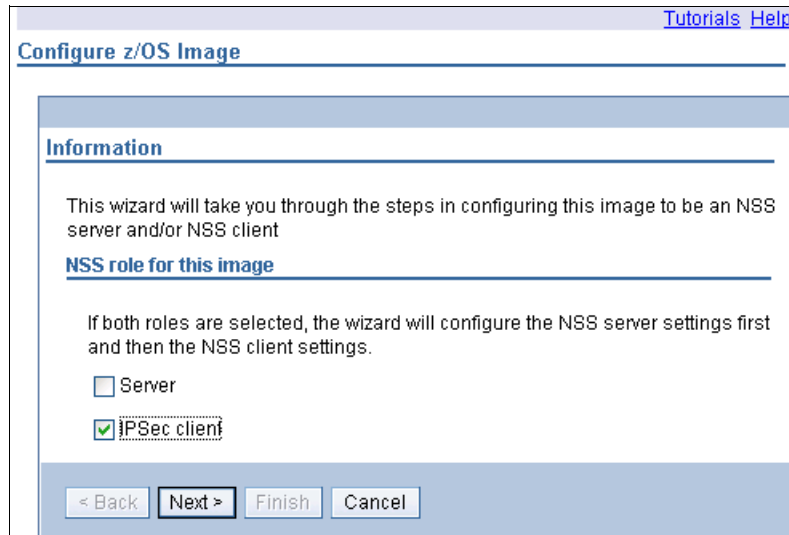 Tutorials Help
Configure z/OS Image
Information
This wizard will take you through the steps in configuring this image to be an NSS
server and/or NSS client
NSS role for this image
If both roles are selected, the wizard will configure the NSS server settings first
and then the NSS client settings.
Server
IPSec client
< Back Next > Finish Cancel